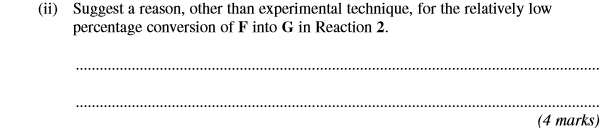 (ii) Suggest a reason, other than experimental technique, for the relatively low
percentage conversion of F into G in Reaction 2.
(4 marks)